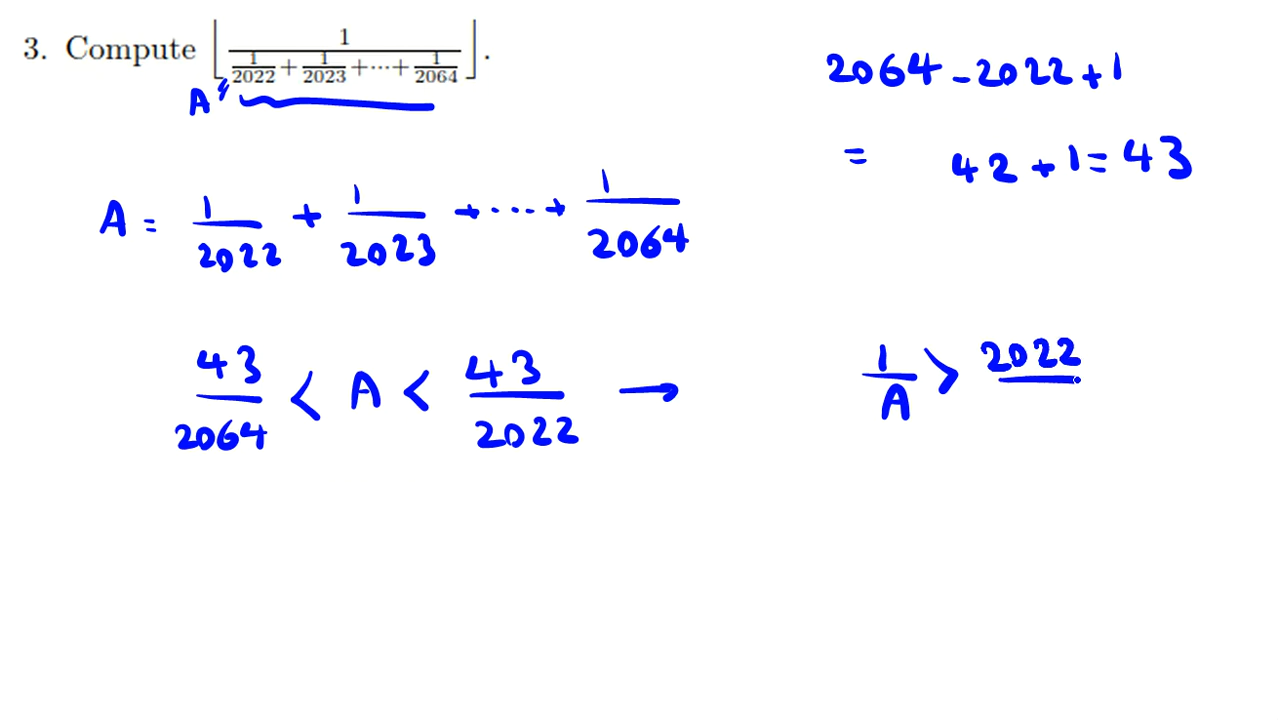 3. Compute ⌊ 1 / (1/2022 + 1/2023 + ··· + 1/2064) ⌋.
A
2064 - 2022 + 1
= 42 + 1 = 43
A = 1/2022 + 1/2023 + ··· + 1/2064
43/2064 < A < 43/2022 → 1/A > 2022/